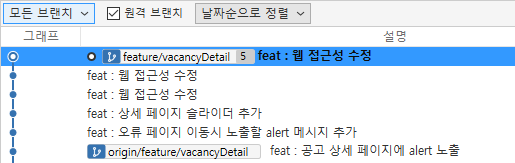 모든 브랜치 원격 브랜치 날짜순으로 정렬
그래프 설명
feature/vacancyDetail 5 feat : 웹 접근성 수정
feat : 웹 접근성 수정
feat : 웹 접근성 수정
feat : 상세 페이지 슬라이더 추가
feat : 오류 페이지 이동시 노출할 alert 메시지 추가
origin/feature/vacancyDetail feat : 공고 상세 페이지에 alert 노출